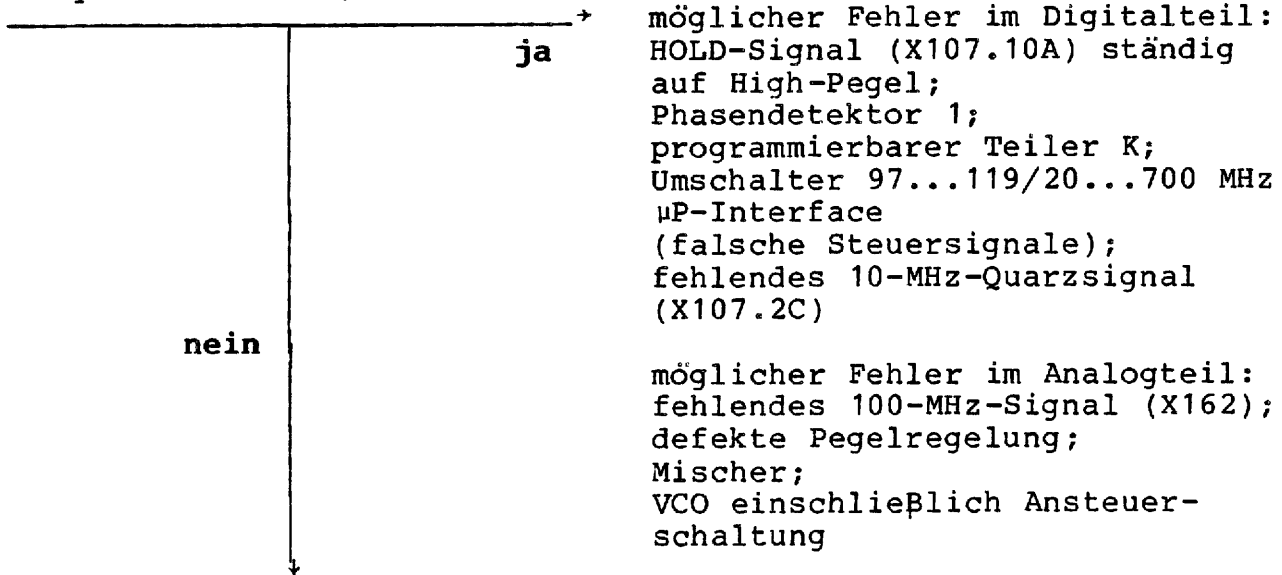 möglicher Fehler im Digitalteil:
ja
HOLD-Signal (X107.10A) ständig
auf High-Pegel;
Phasendetektor 1;
programmierbarer Teiler K;
Umschalter 97...119/20...700 MHz
µP-Interface
(falsche Steuersignale);
fehlendes 10-MHz-Quarzsignal
(X107.2C)
nein
möglicher Fehler im Analogteil:
fehlendes 100-MHz-Signal (X162);
defekte Pegelregelung;
Mischer;
VCO einschließlich Ansteuer-
schaltung